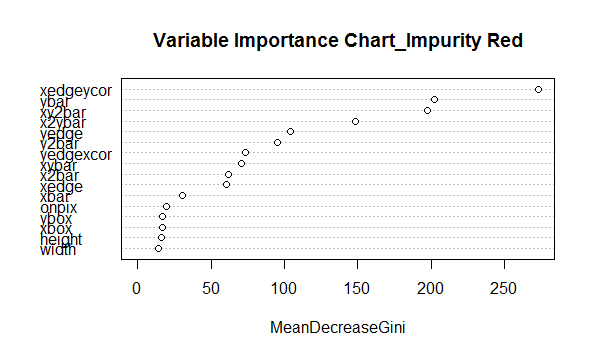 Variable Importance Chart_Impurity Red
xedgeycor
ybar
xy2bar
x2ybar
yedge
y2bar
yedgexcor
xybar
x2bar
xedge
xbar
onpix
ybox
xbox
height
width
0 50 100 150 200 250
MeanDecreaseGini